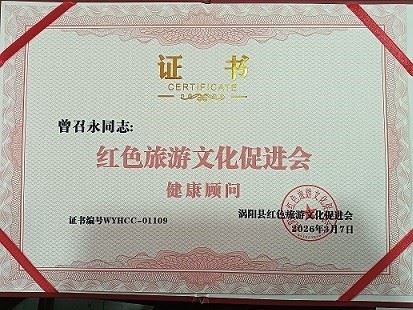 证 书
CERTIFICATE
曾召永同志:
红色旅游文化促进会
健康顾问
证书编号WYHCC-01109
涡阳县红色旅游文化促进会
2026年3月7日